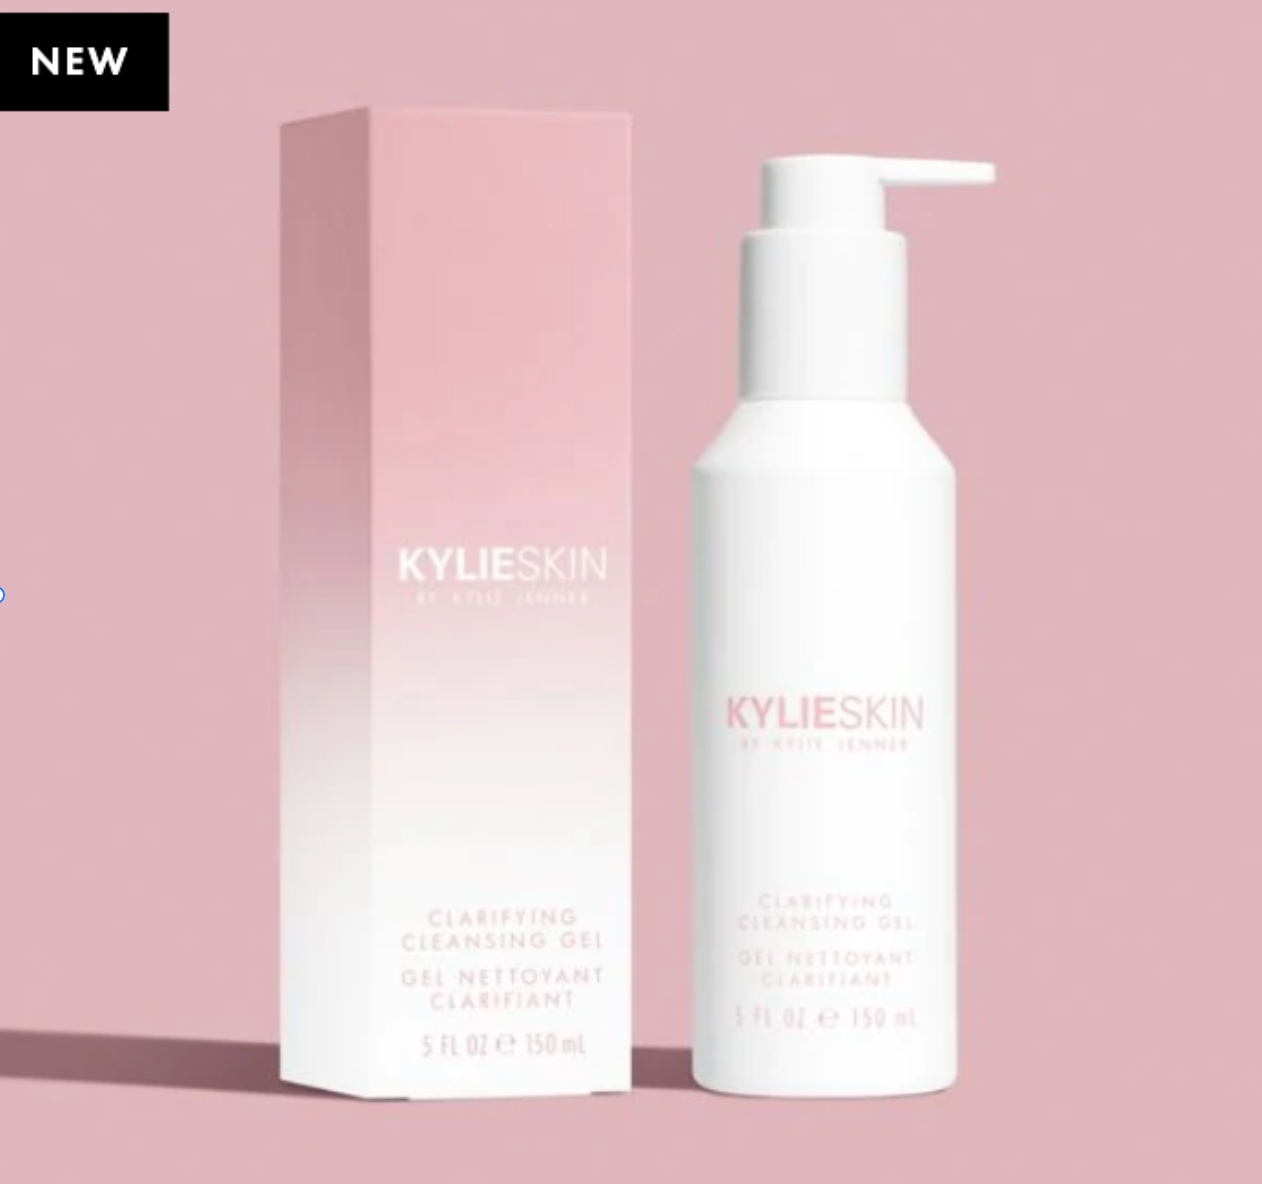 NEW
KYLIESKIN
BY KYLIE JENNER
CLARIFYING
CLEANSING GEL
GEL NETTOYANT
CLARIFIANT
5 FL OZ ℮ 150 mL
KYLIESKIN
BY KYLIE JENNER
CLARIFYING
CLEANSING GEL
GEL NETTOYANT
CLARIFIANT
5 FL OZ ℮ 150 mL